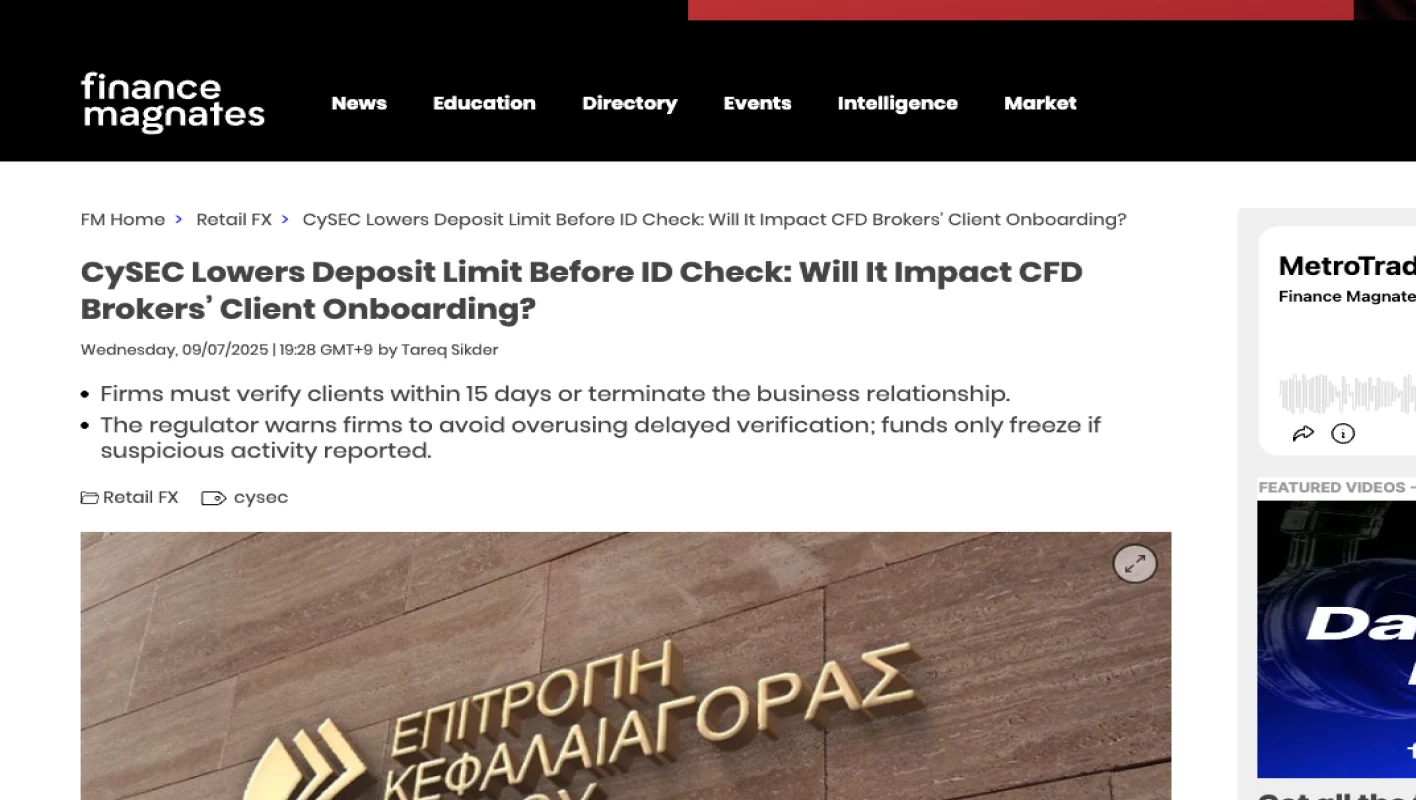 finance
magnates
News Education Directory Events Intelligence Market
FM Home > Retail FX > CySEC Lowers Deposit Limit Before ID Check: Will It Impact CFD Brokers’ Client Onboarding?
CySEC Lowers Deposit Limit Before ID Check: Will It Impact CFD
Brokers’ Client Onboarding?
Wednesday, 09/07/2025 | 19:28 GMT+9 by Tareq Sikder
• Firms must verify clients within 15 days or terminate the business relationship.
• The regulator warns firms to avoid overusing delayed verification; funds only freeze if
suspicious activity reported.
Retail FX cysec
ΕΠΙΤΡΟΠΗ
ΚΕΦΑΛΑΙΑΓΟΡΑΣ
MetroTrad
Finance Magnate
FEATURED VIDEOS -
Da